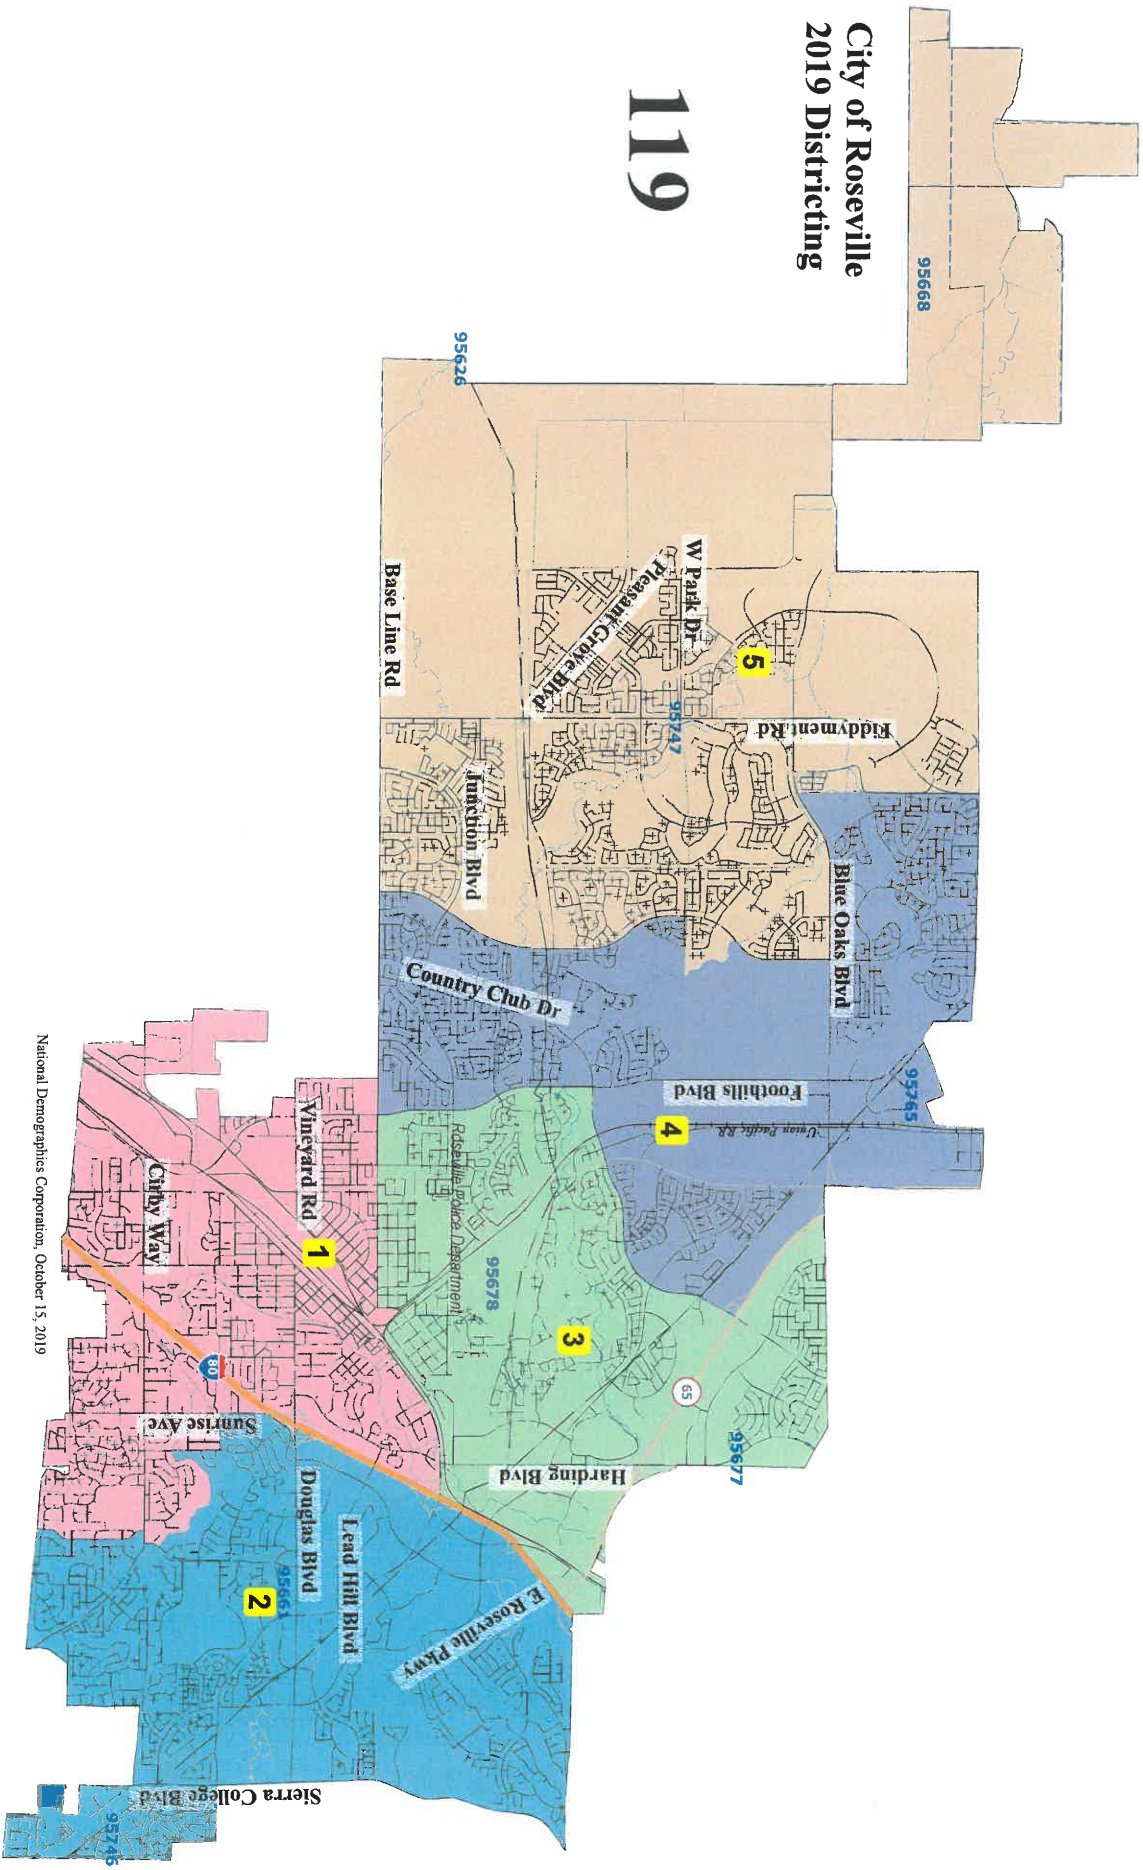 City of Roseville
2019 Districting
119
95668
95626
W Park Dr
Pleasant Grove Blvd
5
Base Line Rd
95747
Fiddyment Rd
Junction Blvd
Blue Oaks Blvd
Country Club Dr
Foothills Blvd
95765
4
Union Pacific RR
Roseville Police Department
95678
3
65
Vineyard Rd
1
Cirby Way
80
Sunrise Ave
Harding Blvd
95677
Douglas Blvd
Lead Hill Blvd
95661
2
E Roseville Pkwy
Sierra College Blvd
95746
National Demographics Corporation, October 15, 2019